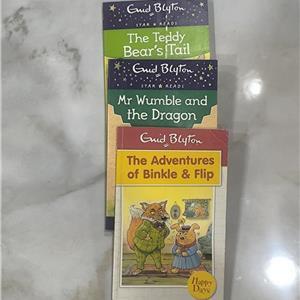 Enid Blyton
STAR READS
The Teddy
Bear's Tail
Enid Blyton
STAR READS
Mr Wumble and
the Dragon
Enid Blyton
The Adventures
of Binkle & Flip
Happy
Days!